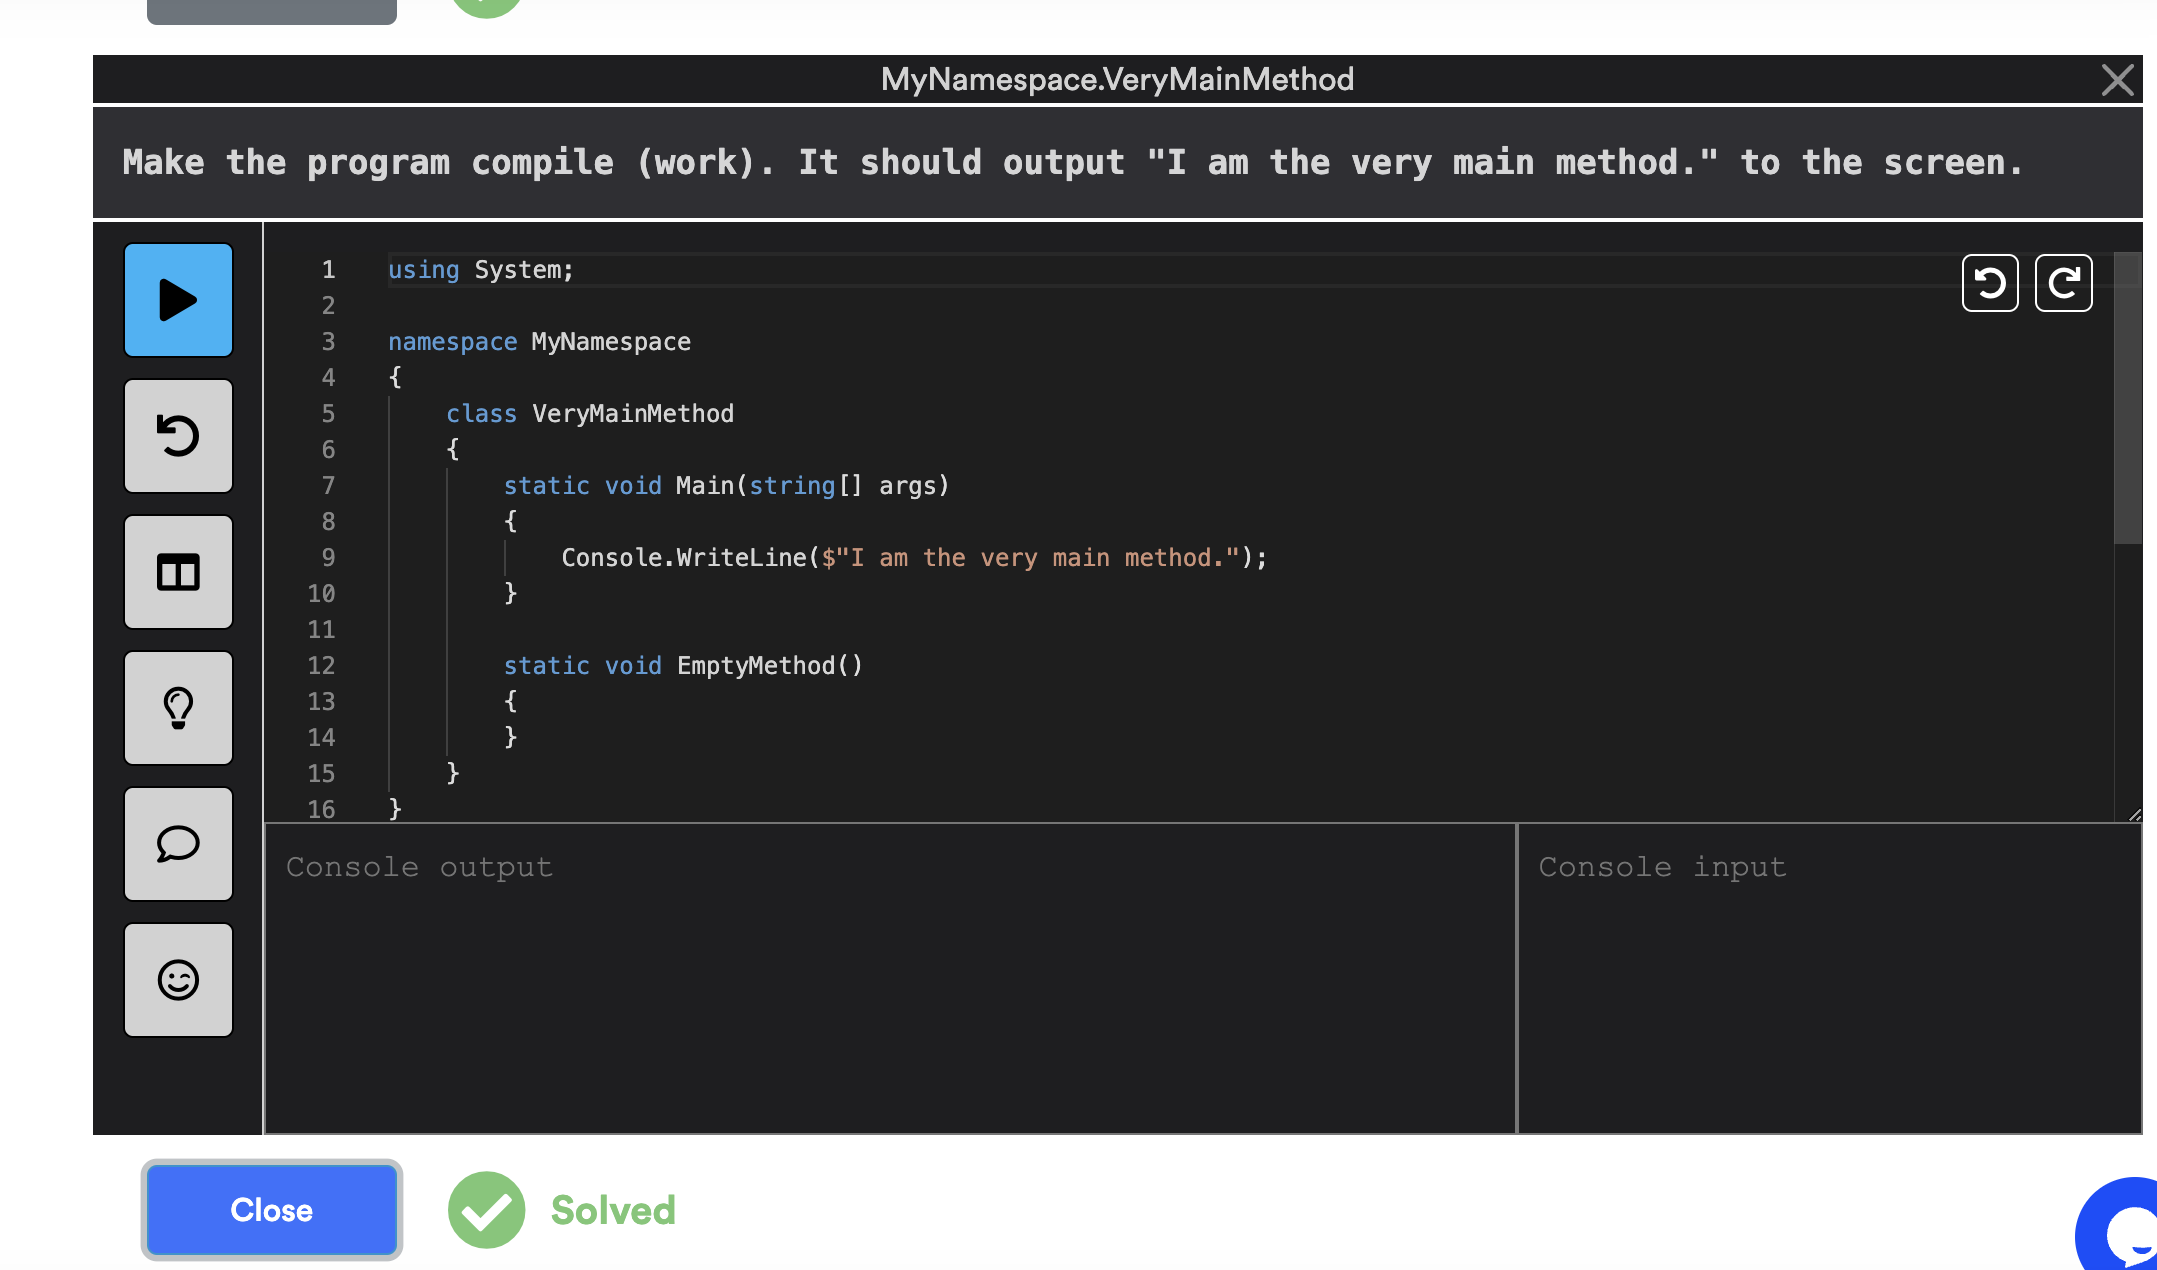 MyNamespace.VeryMainMethod
Make the program compile (work). It should output "I am the very main method." to the screen.
1 using System;
2
3 namespace MyNamespace
4 {
5 class VeryMainMethod
6 {
7 static void Main(string[] args)
8 {
9 Console.WriteLine($"I am the very main method.");
10 }
11
12 static void EmptyMethod()
13 {
14 }
15 }
16 }
Console output
Console input
Close
Solved